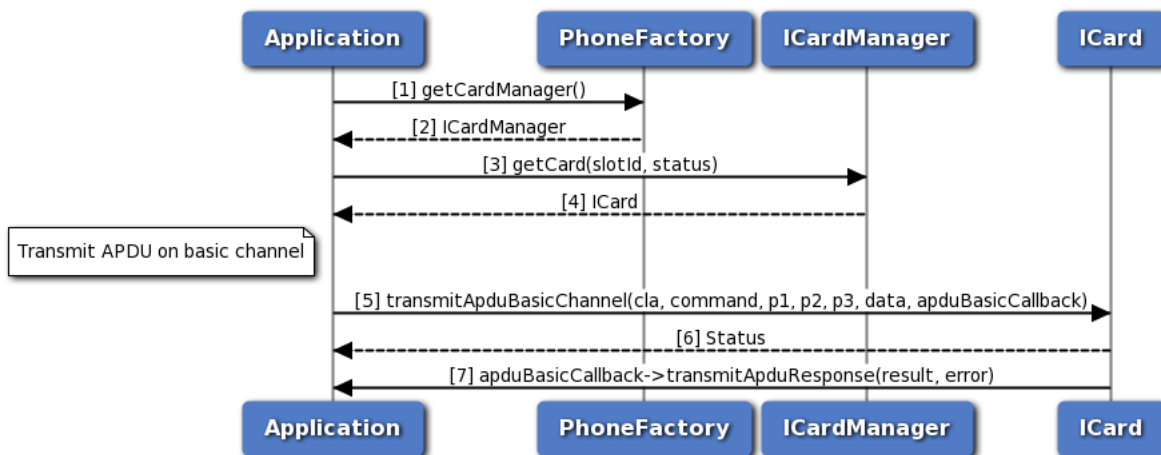 Application PhoneFactory ICardManager ICard
[1] getCardManager()
[2] ICardManager
[3] getCard(slotId, status)
[4] ICard
Transmit APDU on basic channel
[5] transmitApduBasicChannel(cla, command, p1, p2, p3, data, apduBasicCallback)
[6] Status
[7] apduBasicCallback->transmitApduResponse(result, error)
Application PhoneFactory ICardManager ICard